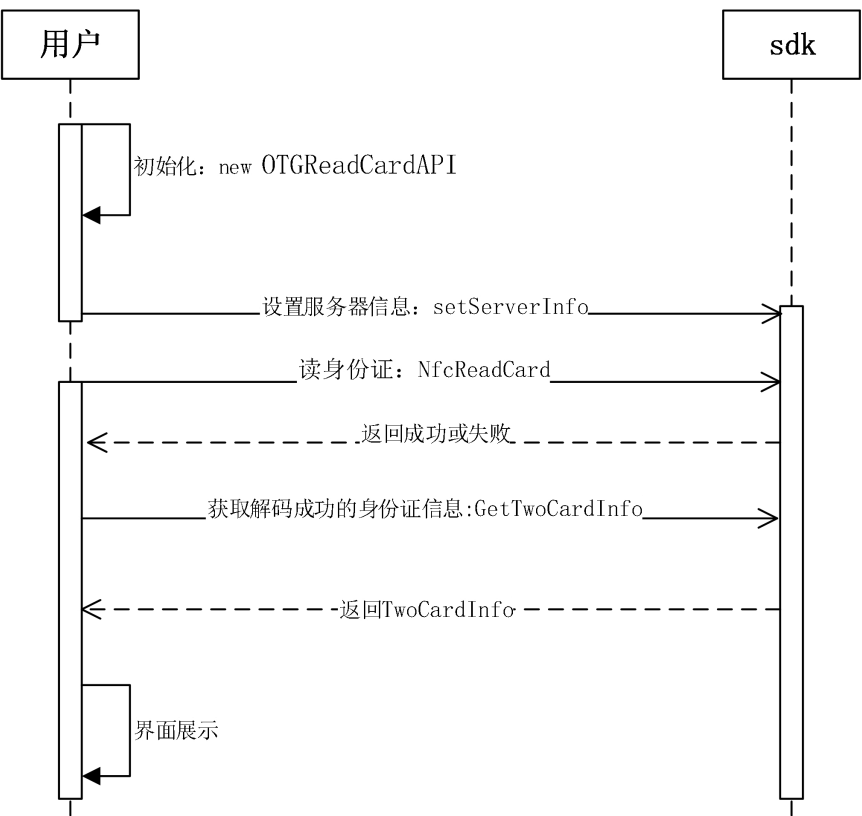 用户
sdk
初始化：new OTGReadCardAPI
设置服务器信息：setServerInfo
读身份证：NfcReadCard
返回成功或失败
获取解码成功的身份证信息:GetTwoCardInfo
返回TwoCardInfo
界面展示